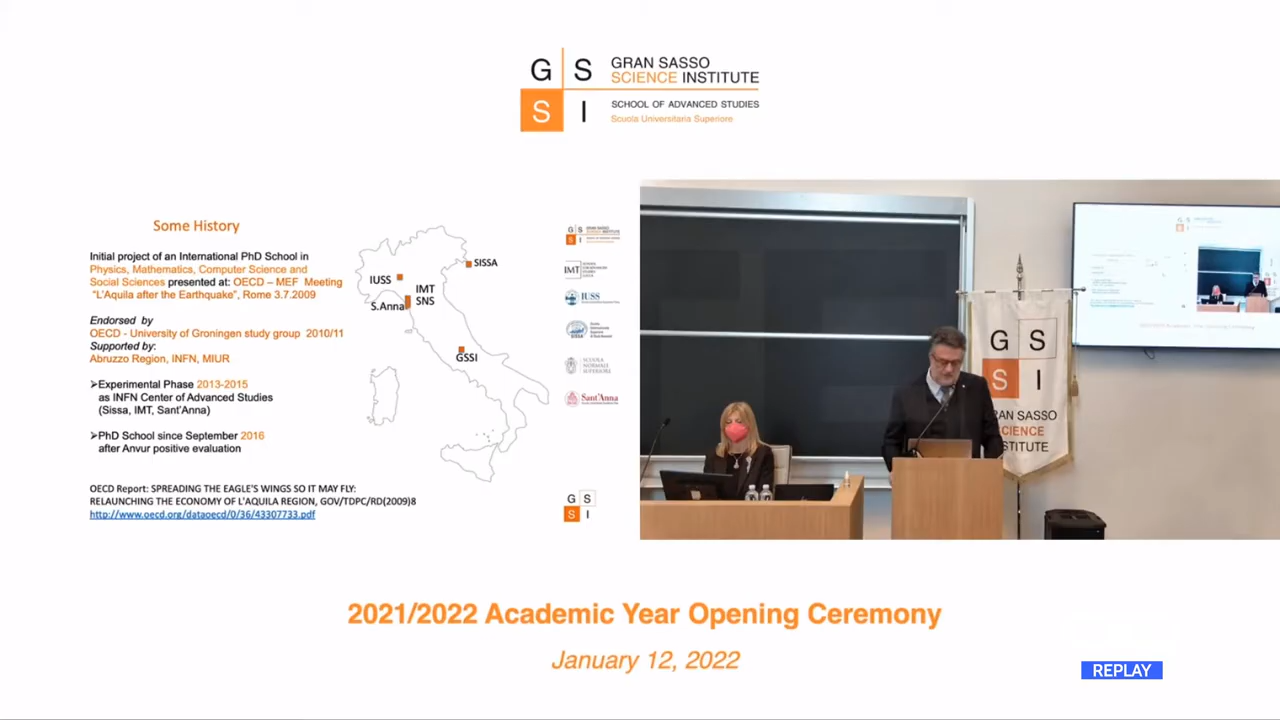 G S
S I
GRAN SASSO
SCIENCE INSTITUTE
SCHOOL OF ADVANCED STUDIES
Scuola Universitaria Superiore
Some History
Initial project of an International PhD School in
Physics, Mathematics, Computer Science and
Social Sciences presented at: OECD – MEF Meeting
"L'Aquila after the Earthquake", Rome 3.7.2009
Endorsed by
OECD - University of Groningen study group 2010/11
Supported by:
Abruzzo Region, INFN, MIUR
➢Experimental Phase 2013-2015
as INFN Center of Advanced Studies
(Sissa, IMT, Sant'Anna)
➢PhD School since September 2016
after Anvur positive evaluation
OECD Report: SPREADING THE EAGLE'S WINGS SO IT MAY FLY:
RELAUNCHING THE ECONOMY OF L'AQUILA REGION, GOV/TDPC/RD(2009)8
http://www.oecd.org/dataoecd/0/36/43307733.pdf
SISSA
IUSS
IMT
S.Anna
SNS
GSSI
G S
S I
IMT
IUSS
SCUOLA
NORMALE
SUPERIORE
Sant'Anna
G S
S I
G S
S I
RAN SASSO
SCIENCE
STITUTE
2021/2022 Academic Year Opening Ceremony
January 12, 2022
REPLAY